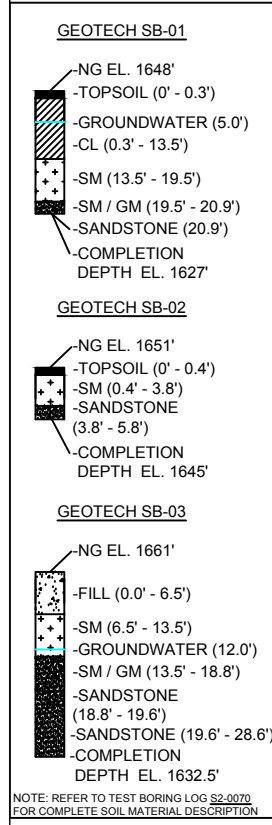 GEOTECH SB-01
-NG EL. 1648'
-TOPSOIL (0' - 0.3')
-GROUNDWATER (5.0')
-CL (0.3' - 13.5')
-SM (13.5' - 19.5')
-SM / GM (19.5' - 20.9')
-SANDSTONE (20.9')
-COMPLETION
DEPTH EL. 1627'
GEOTECH SB-02
-NG EL. 1651'
-TOPSOIL (0' - 0.4')
-SM (0.4' - 3.8')
-SANDSTONE
(3.8' - 5.8')
-COMPLETION
DEPTH EL. 1645'
GEOTECH SB-03
-NG EL. 1661'
-FILL (0.0' - 6.5')
-SM (6.5' - 13.5')
-GROUNDWATER (12.0')
-SM / GM (13.5' - 18.8')
-SANDSTONE
(18.8' - 19.6')
-SANDSTONE (19.6' - 28.6')
-COMPLETION
DEPTH EL. 1632.5'
NOTE: REFER TO TEST BORING LOG S2-0070
FOR COMPLETE SOIL MATERIAL DESCRIPTION